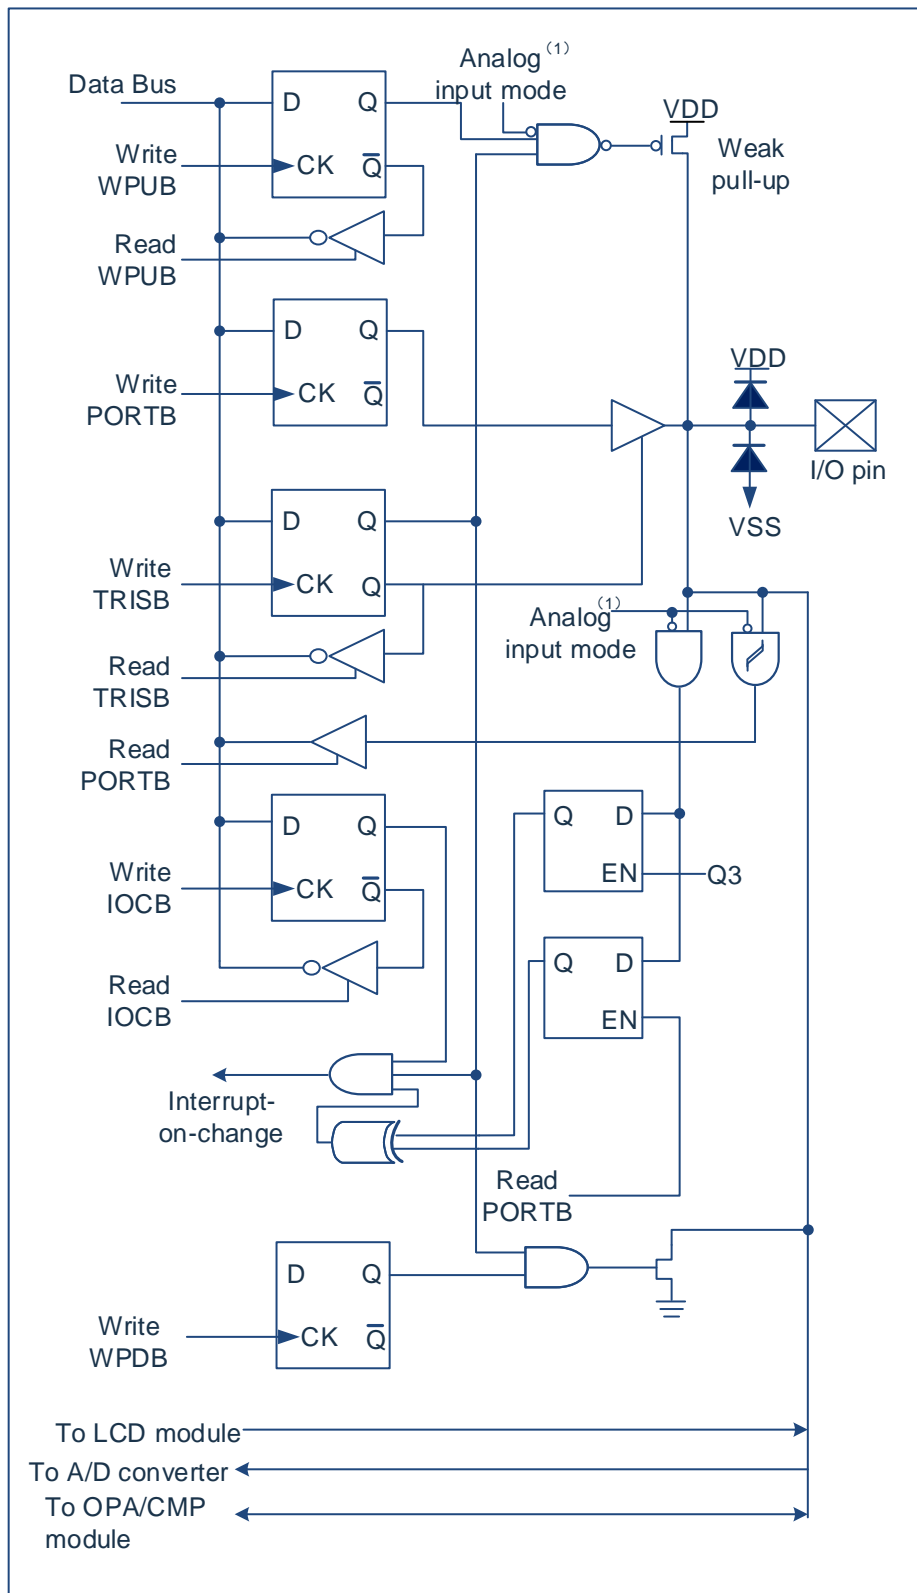 Analog (1)
input mode
Data Bus
D Q
VDD
Write
WPUB
CK Q̅
Weak
pull-up
Read
WPUB
D Q
VDD
Write
PORTB
CK Q̅
I/O pin
D Q
VSS
Write
TRISB
CK Q
Analog (1)
input mode
Read
TRISB
Read
PORTB
D Q
Q D
Write
IOCB
CK Q̅
EN
Q3
Q D
Read
IOCB
EN
Interrupt-
on-change
Read
PORTB
D Q
Write
WPDB
CK Q̅
To LCD module
To A/D converter
To OPA/CMP
module